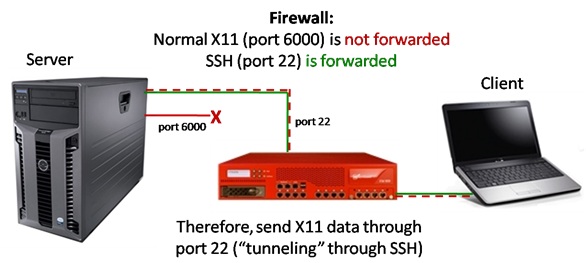 Firewall:
Normal X11 (port 6000) is not forwarded
SSH (port 22) is forwarded
Server
Client
port 6000
X
port 22
Therefore, send X11 data through
port 22 (“tunneling” through SSH)